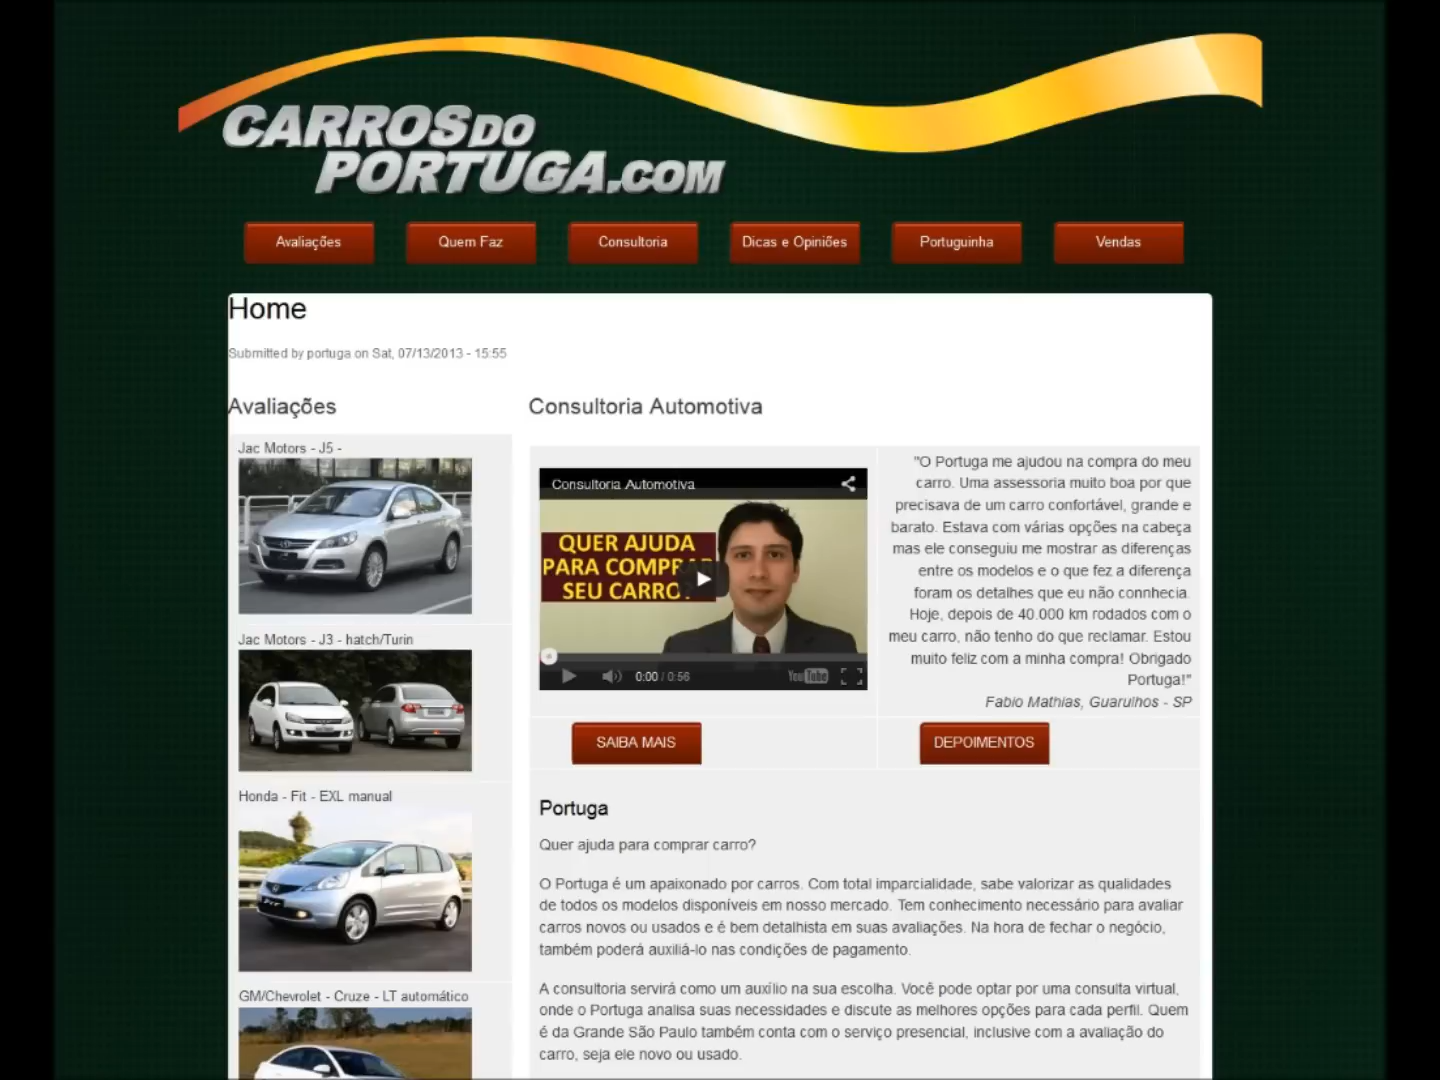 CARROS DO
PORTUGA.COM
Avaliações
Quem Faz
Consultoria
Dicas e Opiniões
Portuguinha
Vendas
Home
Submitted by portuga on Sat, 07/13/2013 - 15:55
Avaliações
Jac Motors - J5 -
Jac Motors - J3 - hatch/Turin
Honda - Fit - EXL manual
GM/Chevrolet - Cruze - LT automático
Consultoria Automotiva
Consultoria Automotiva
QUER AJUDA
PARA COMPRAR
SEU CARRO?
0:00 / 0:56
YouTube
"O Portuga me ajudou na compra do meu
carro. Uma assessoria muito boa por que
precisava de um carro confortável, grande e
barato. Estava com várias opções na cabeça
mas ele conseguiu me mostrar as diferenças
entre os modelos e o que fez a diferença
foram os detalhes que eu não connhecia.
Hoje, depois de 40.000 km rodados com o
meu carro, não tenho do que reclamar. Estou
muito feliz com a minha compra! Obrigado
Portuga!"
Fabio Mathias, Guarulhos - SP
SAIBA MAIS
DEPOIMENTOS
Portuga
Quer ajuda para comprar carro?
O Portuga é um apaixonado por carros. Com total imparcialidade, sabe valorizar as qualidades
de todos os modelos disponíveis em nosso mercado. Tem conhecimento necessário para avaliar
carros novos ou usados e é bem detalhista em suas avaliações. Na hora de fechar o negócio,
também poderá auxiliá-lo nas condições de pagamento.
A consultoria servirá como um auxílio na sua escolha. Você pode optar por uma consulta virtual,
onde o Portuga analisa suas necessidades e discute as melhores opções para cada perfil. Quem
é da Grande São Paulo também conta com o serviço presencial, inclusive com a avaliação do
carro, seja ele novo ou usado.